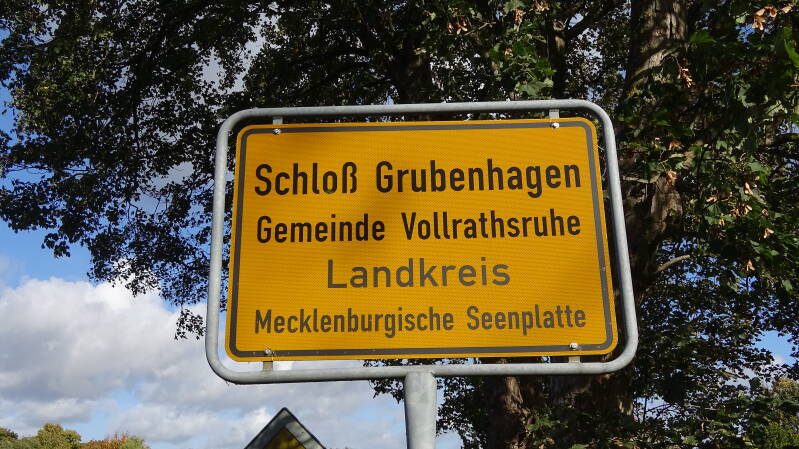 Schloß Grubenhagen
Gemeinde Vollrathsruhe
Landkreis
Mecklenburgische Seenplatte